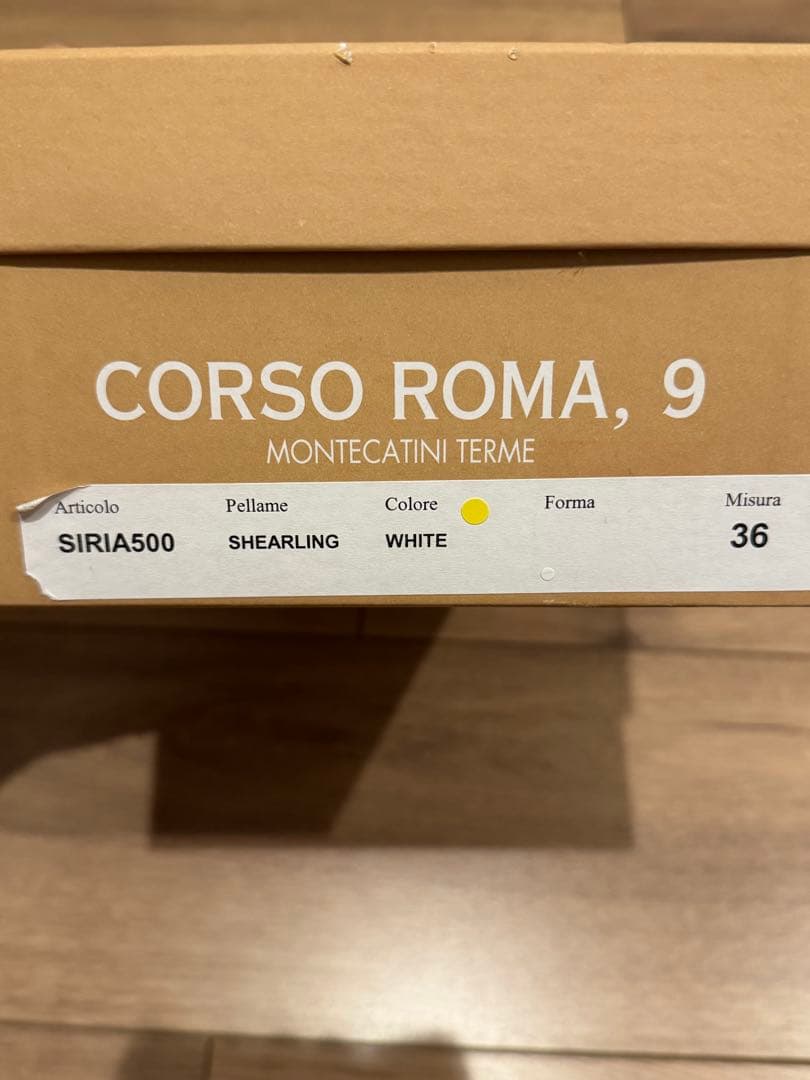 CORSO ROMA, 9
MONTECATINI TERME
Articolo Pellame Colore Forma Misura
SIRIA500 SHEARLING WHITE 36